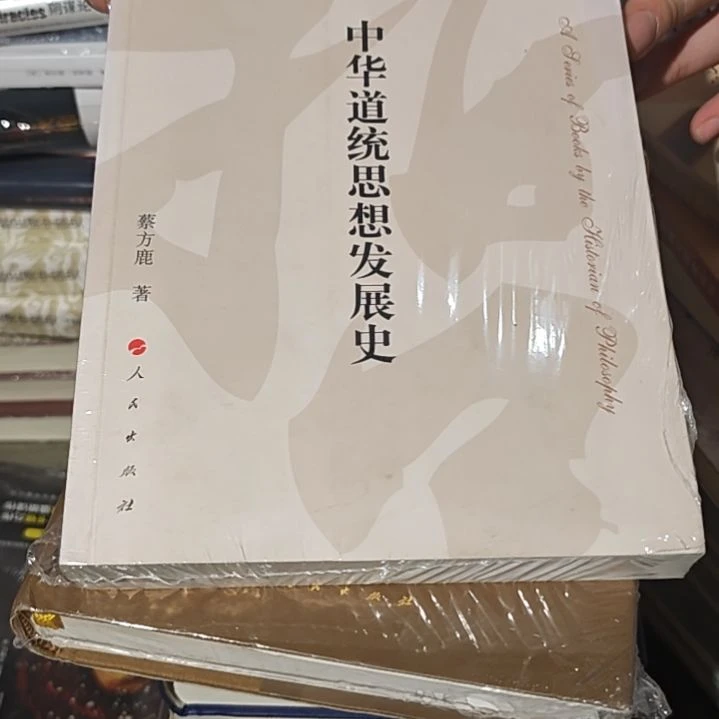 中华道统思想发展史
蔡方鹿 著
人民出版社
A Series of Books by the Historian of Philosophy